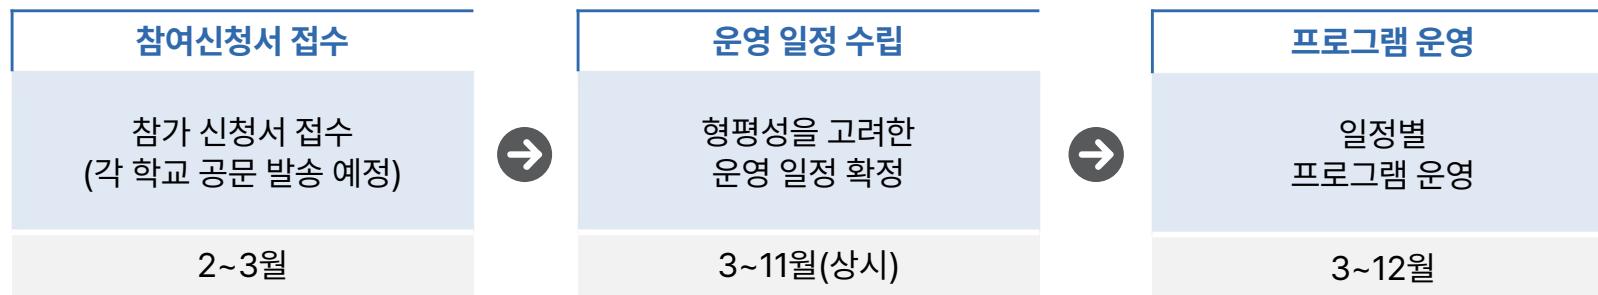 참여신청서 접수
참가 신청서 접수
(각 학교 공문 발송 예정)
2~3월
운영 일정 수립
형평성을 고려한
운영 일정 확정
3~11월(상시)
프로그램 운영
일정별
프로그램 운영
3~12월